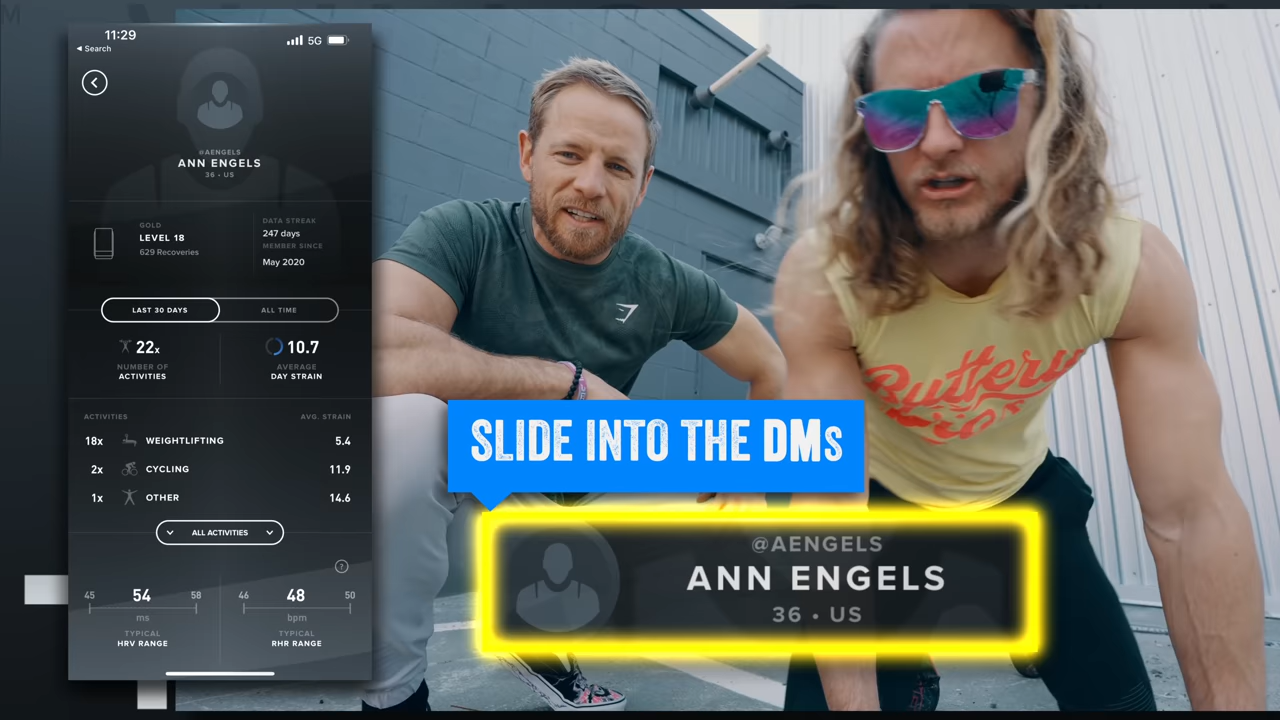 11:29
5G
Search
@AENGELS
ANN ENGELS
36 • US
GOLD
LEVEL 18
629 Recoveries
DATA STREAK
247 days
MEMBER SINCE
May 2020
LAST 30 DAYS
ALL TIME
22x
NUMBER OF
ACTIVITIES
10.7
AVERAGE
DAY STRAIN
ACTIVITIES
AVG. STRAIN
18x WEIGHTLIFTING 5.4
2x CYCLING 11.9
1x OTHER 14.6
ALL ACTIVITIES
?
45 54 58
ms
TYPICAL
HRV RANGE
46 48 50
bpm
TYPICAL
RHR RANGE
Buttery
SLIDE INTO THE DMs
@AENGELS
ANN ENGELS
36 • US